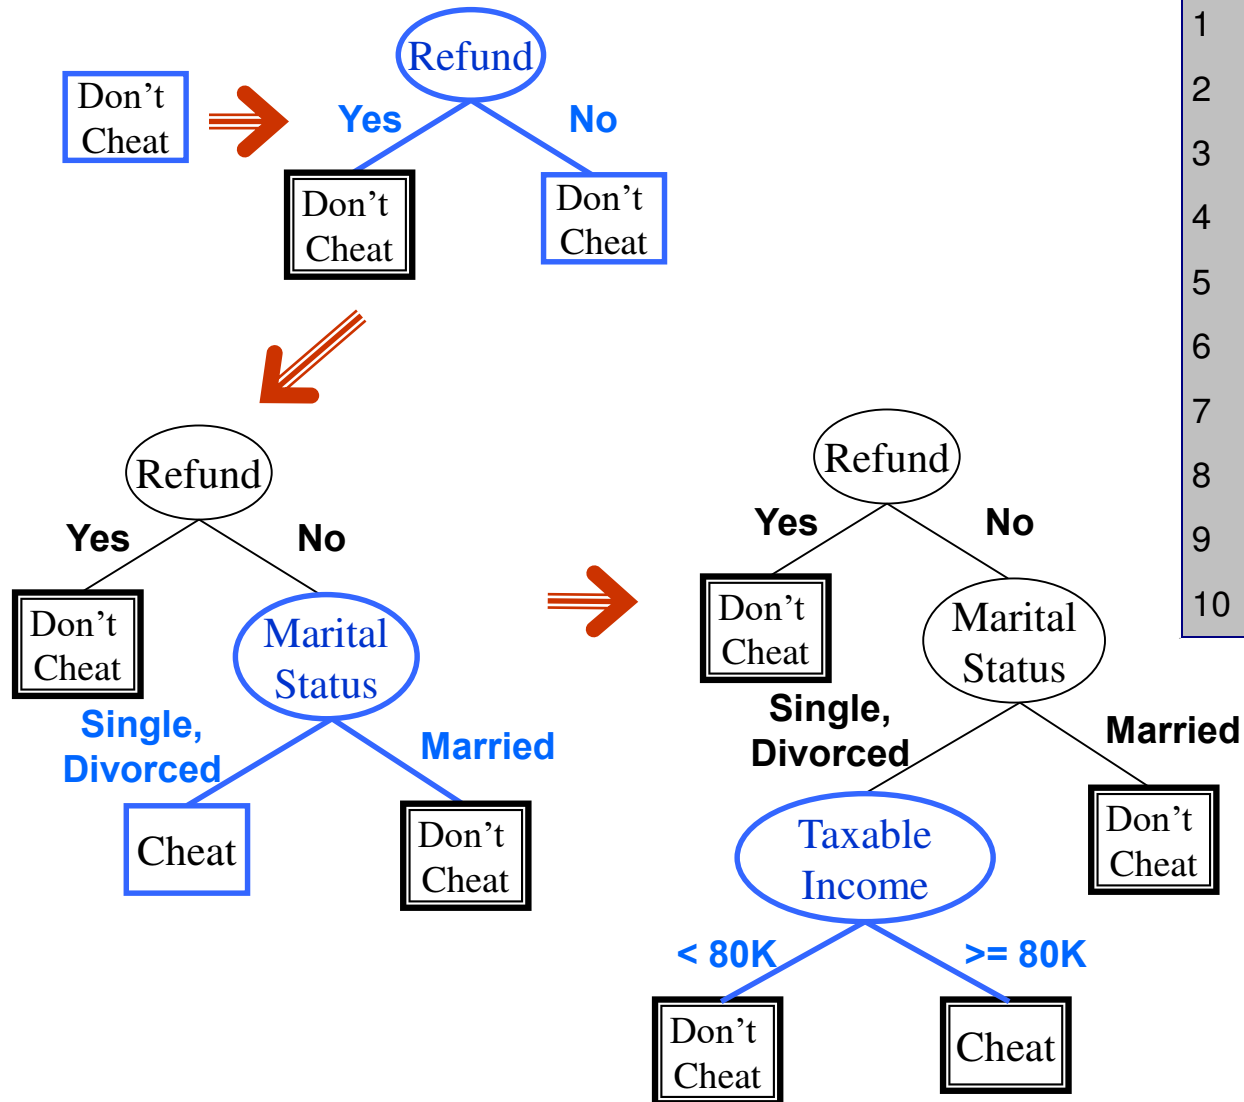 Don't
Cheat
Refund
Yes
No
Don't
Cheat
Don't
Cheat
Refund
Yes
No
Don't
Cheat
Marital
Status
Single,
Divorced
Married
Cheat
Don't
Cheat
Refund
Yes
No
Don't
Cheat
Marital
Status
Single,
Divorced
Married
Taxable
Income
Don't
Cheat
< 80K
>= 80K
Don't
Cheat
Cheat
1
2
3
4
5
6
7
8
9
10